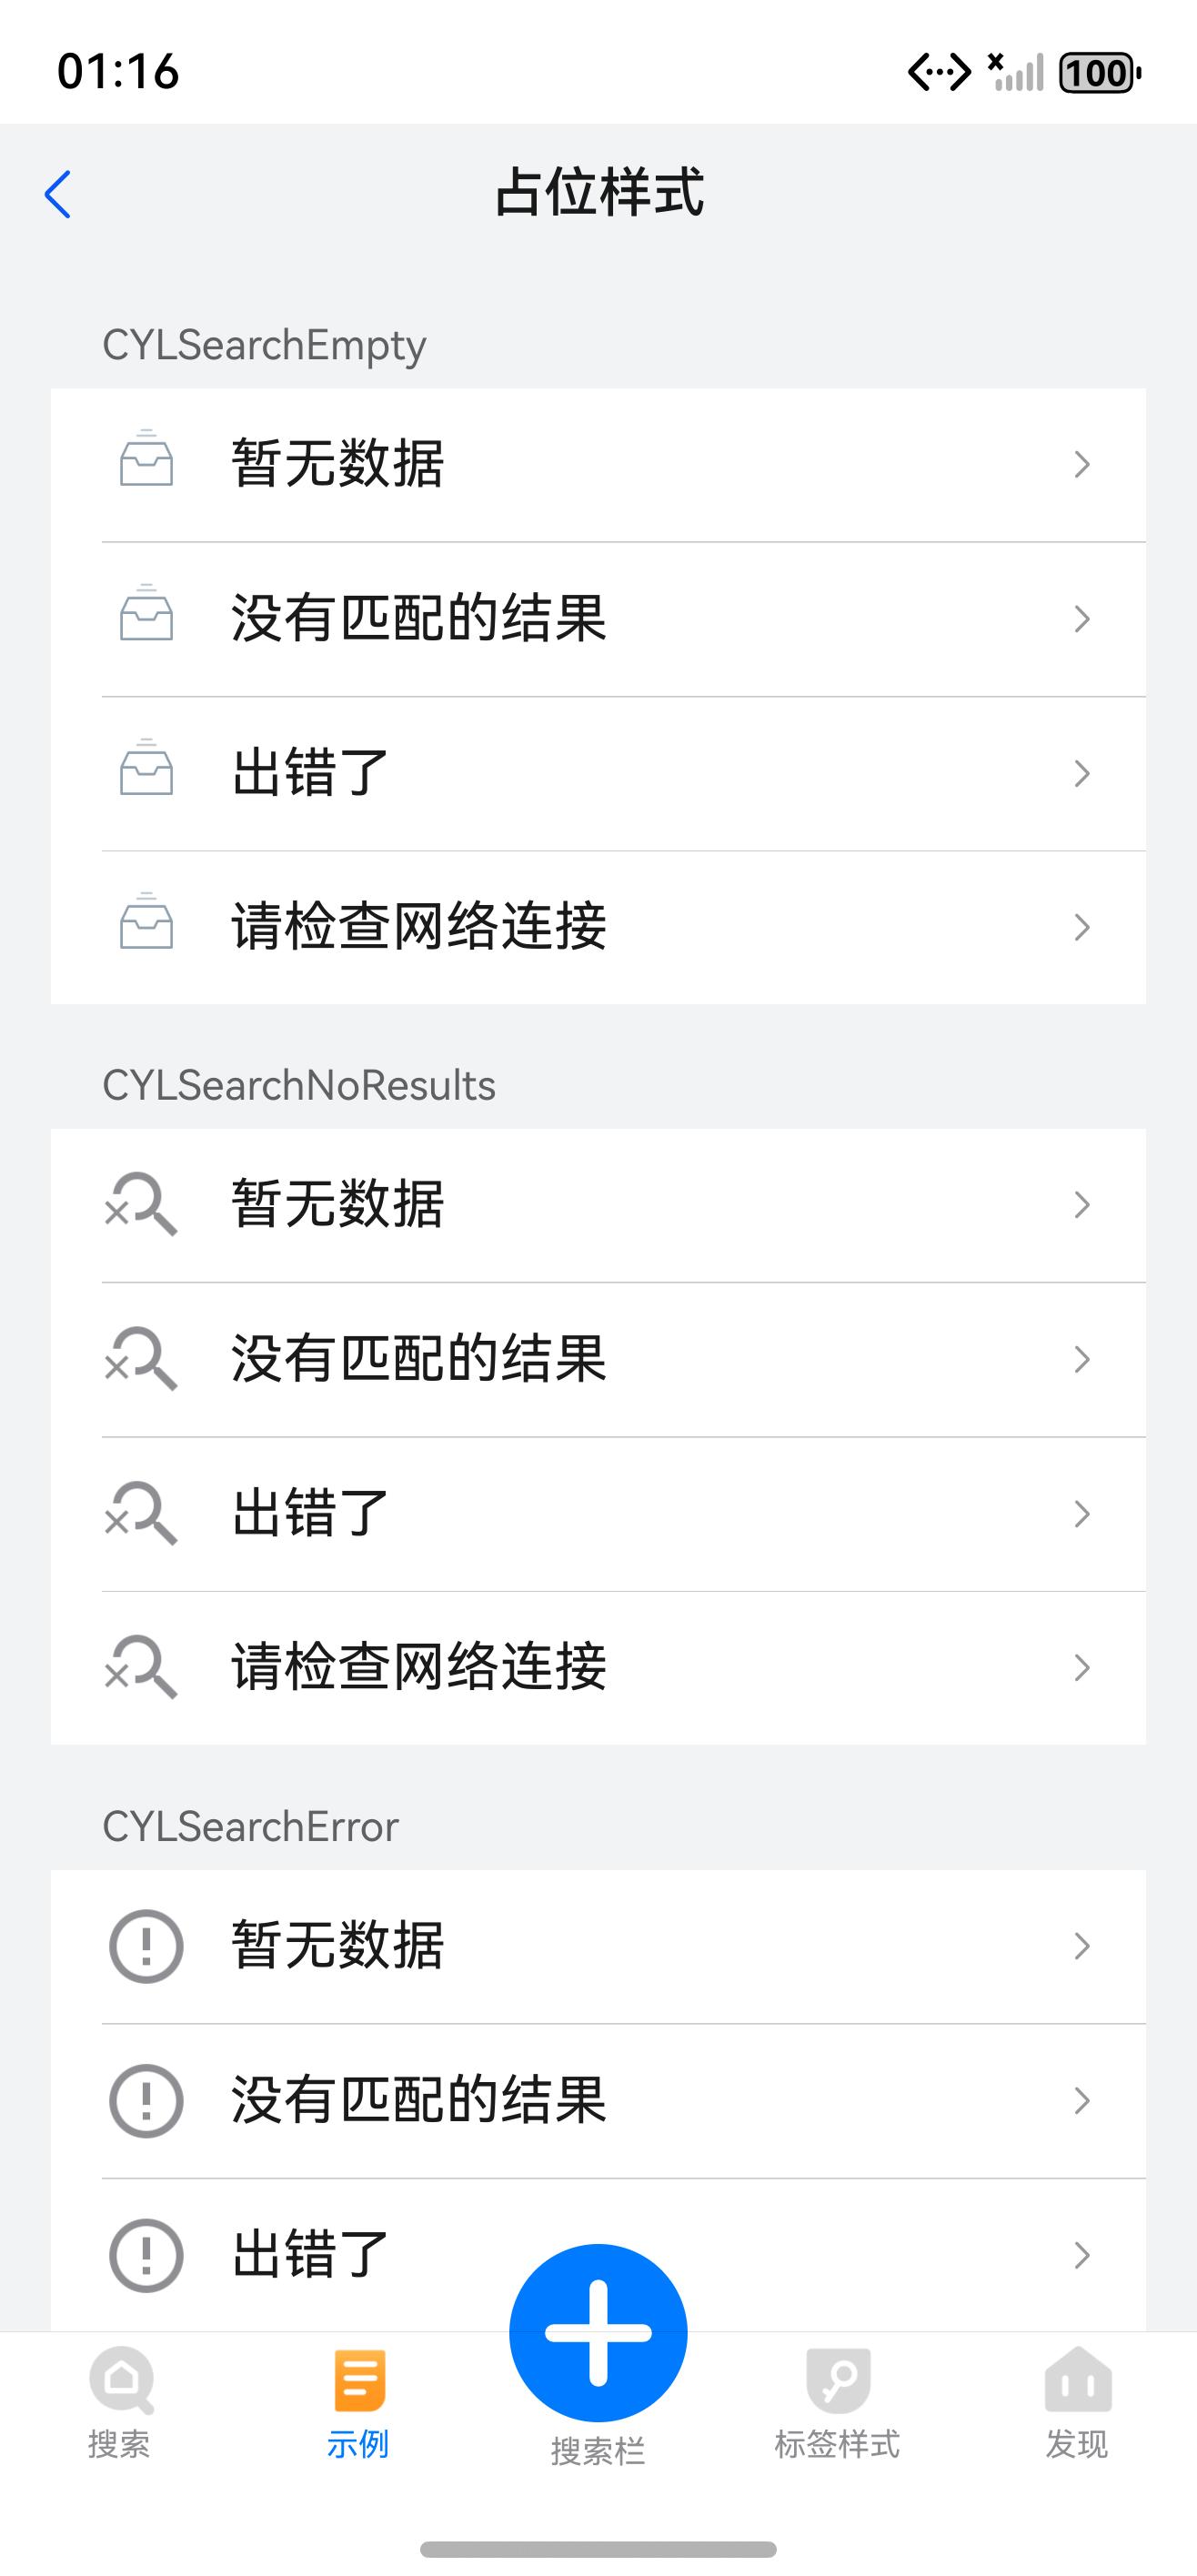 01:16
100
占位样式
CYLSearchEmpty
暂无数据
没有匹配的结果
出错了
请检查网络连接
CYLSearchNoResults
暂无数据
没有匹配的结果
出错了
请检查网络连接
CYLSearchError
暂无数据
没有匹配的结果
出错了
搜索
示例
搜索栏
标签样式
发现